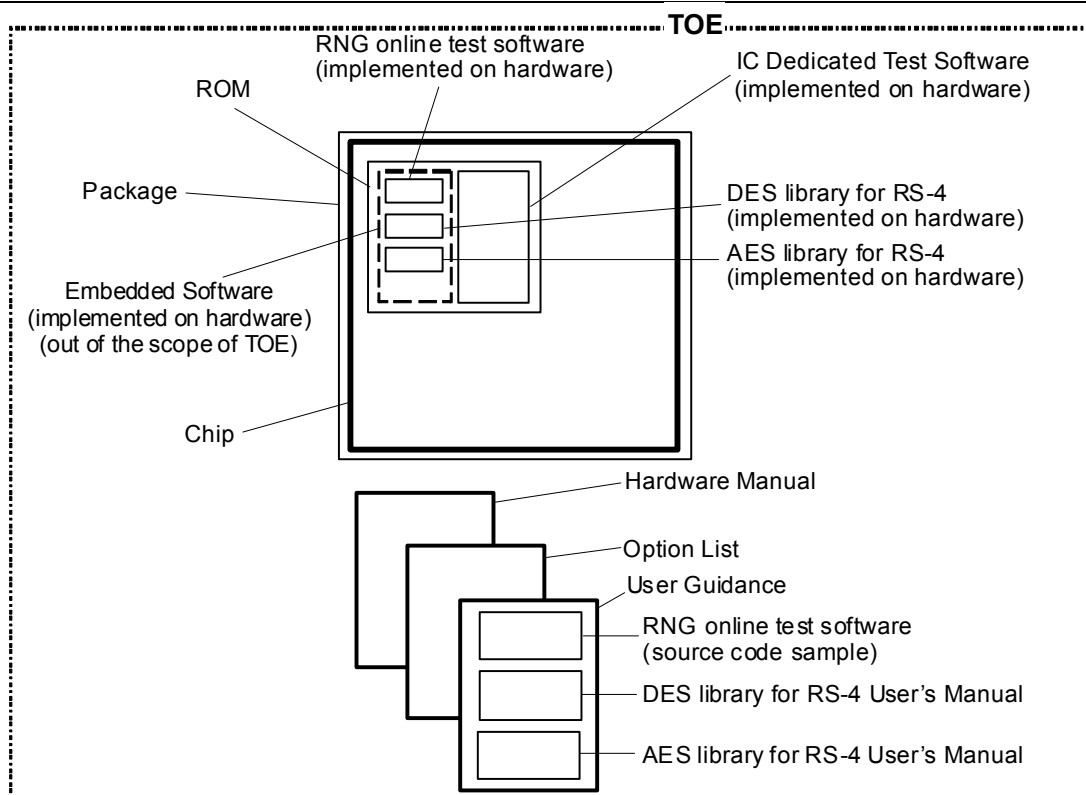 TOE
RNG online test software
(implemented on hardware)
IC Dedicated Test Software
(implemented on hardware)
ROM
Package
DES library for RS-4
(implemented on hardware)
AES library for RS-4
(implemented on hardware)
Embedded Software
(implemented on hardware)
(out of the scope of TOE)
Chip
Hardware Manual
Option List
User Guidance
RNG online test software
(source code sample)
DES library for RS-4 User’s Manual
AES library for RS-4 User’s Manual